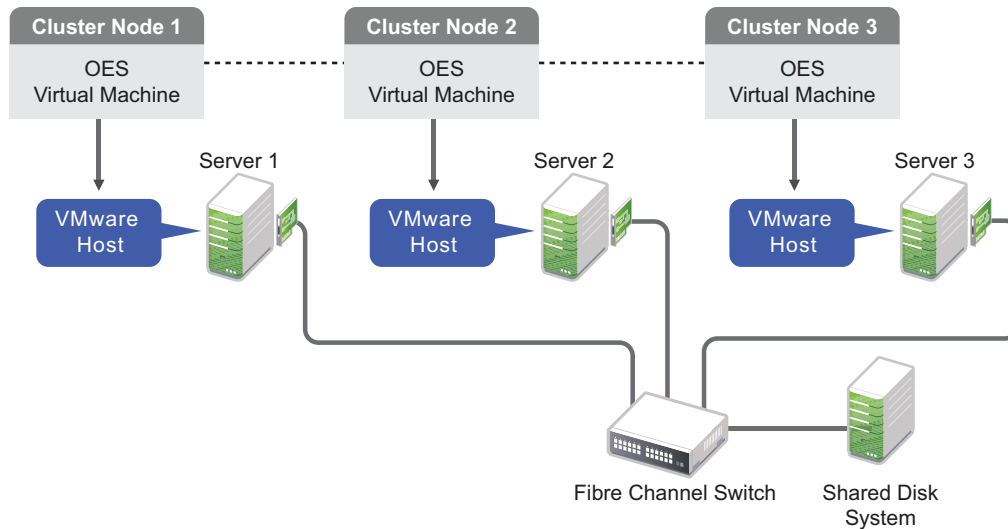 Cluster Node 1
OES
Virtual Machine
Cluster Node 2
OES
Virtual Machine
Cluster Node 3
OES
Virtual Machine
Server 1
VMware
Host
Server 2
VMware
Host
Server 3
VMware
Host
Fibre Channel Switch
Shared Disk
System